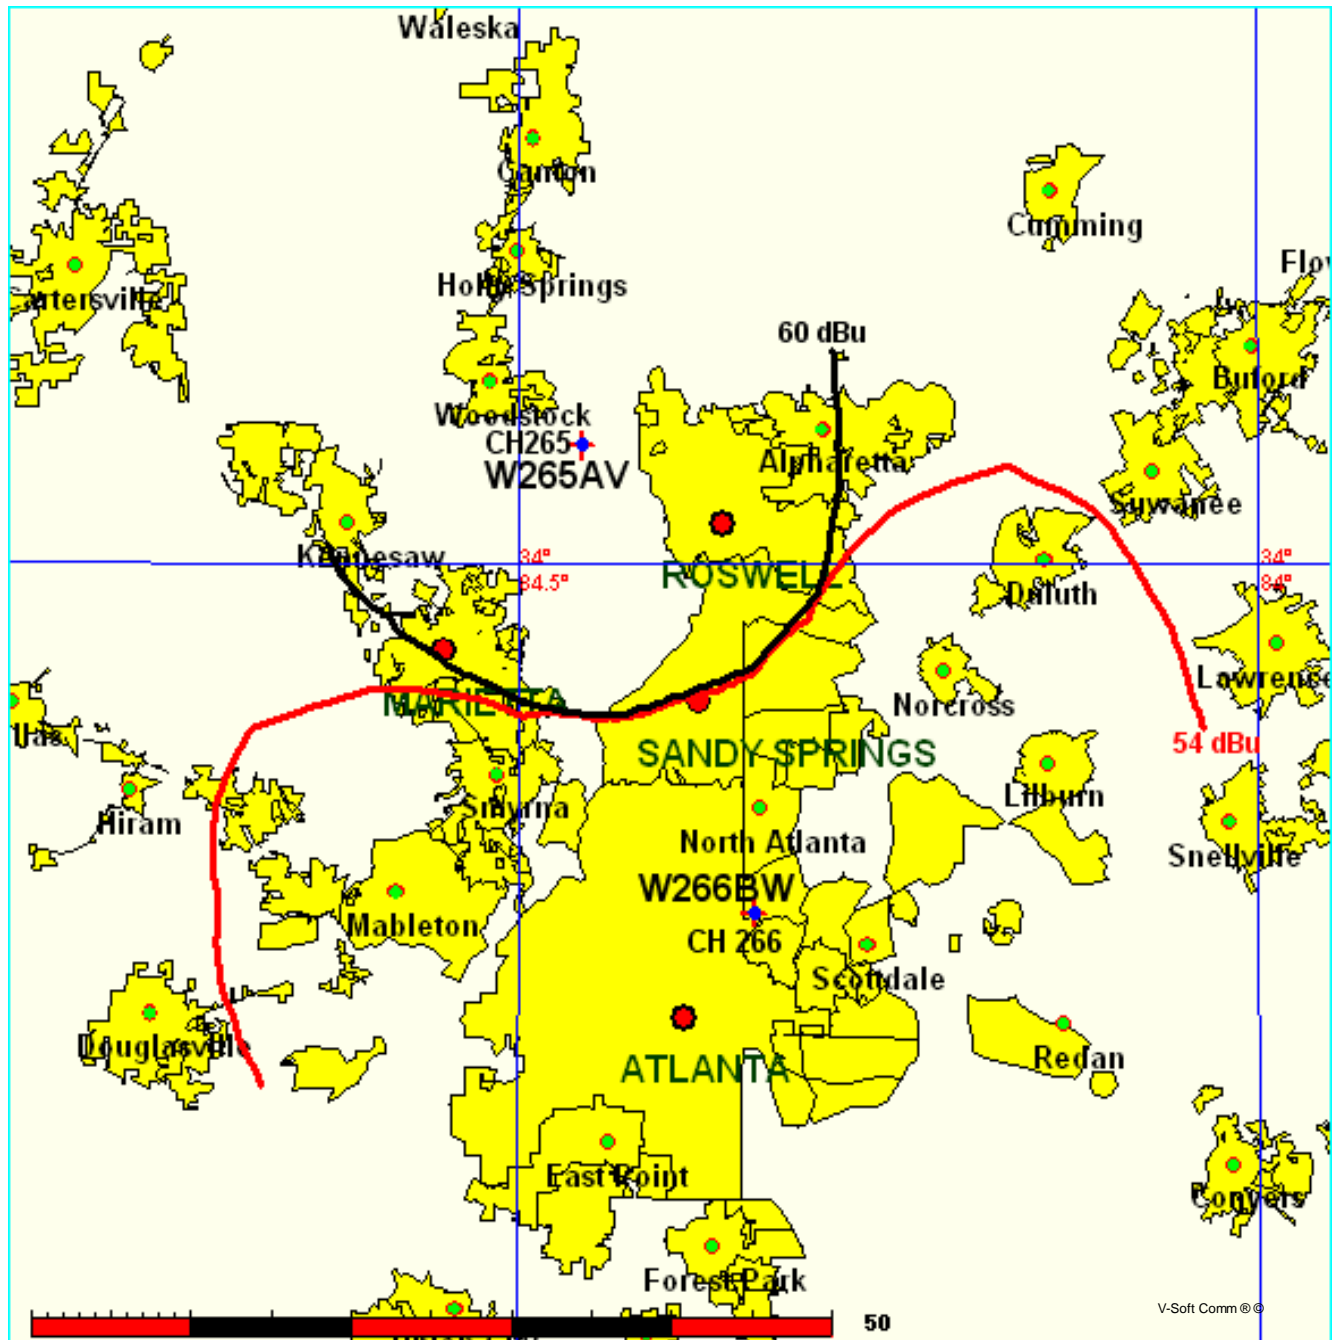 Waleska
Canton
Cumming
Flov
Cartersville
Holly Springs
60 dBu
Buford
Woodstock
CH265
W265AV
Alpharetta
Suwanee
Kennesaw
34°
84.5°
34°
84°
ROSWELL
Duluth
MARIETTA
Norcross
Lawrence
llas
SANDY SPRINGS
54 dBu
Hiram
Smyrna
Lilburn
North Atlanta
Snellville
W266BW
Mableton
CH 266
Scottdale
Douglasville
Redan
ATLANTA
East Point
Conyers
Forest Park
V-Soft Comm ® ©
50